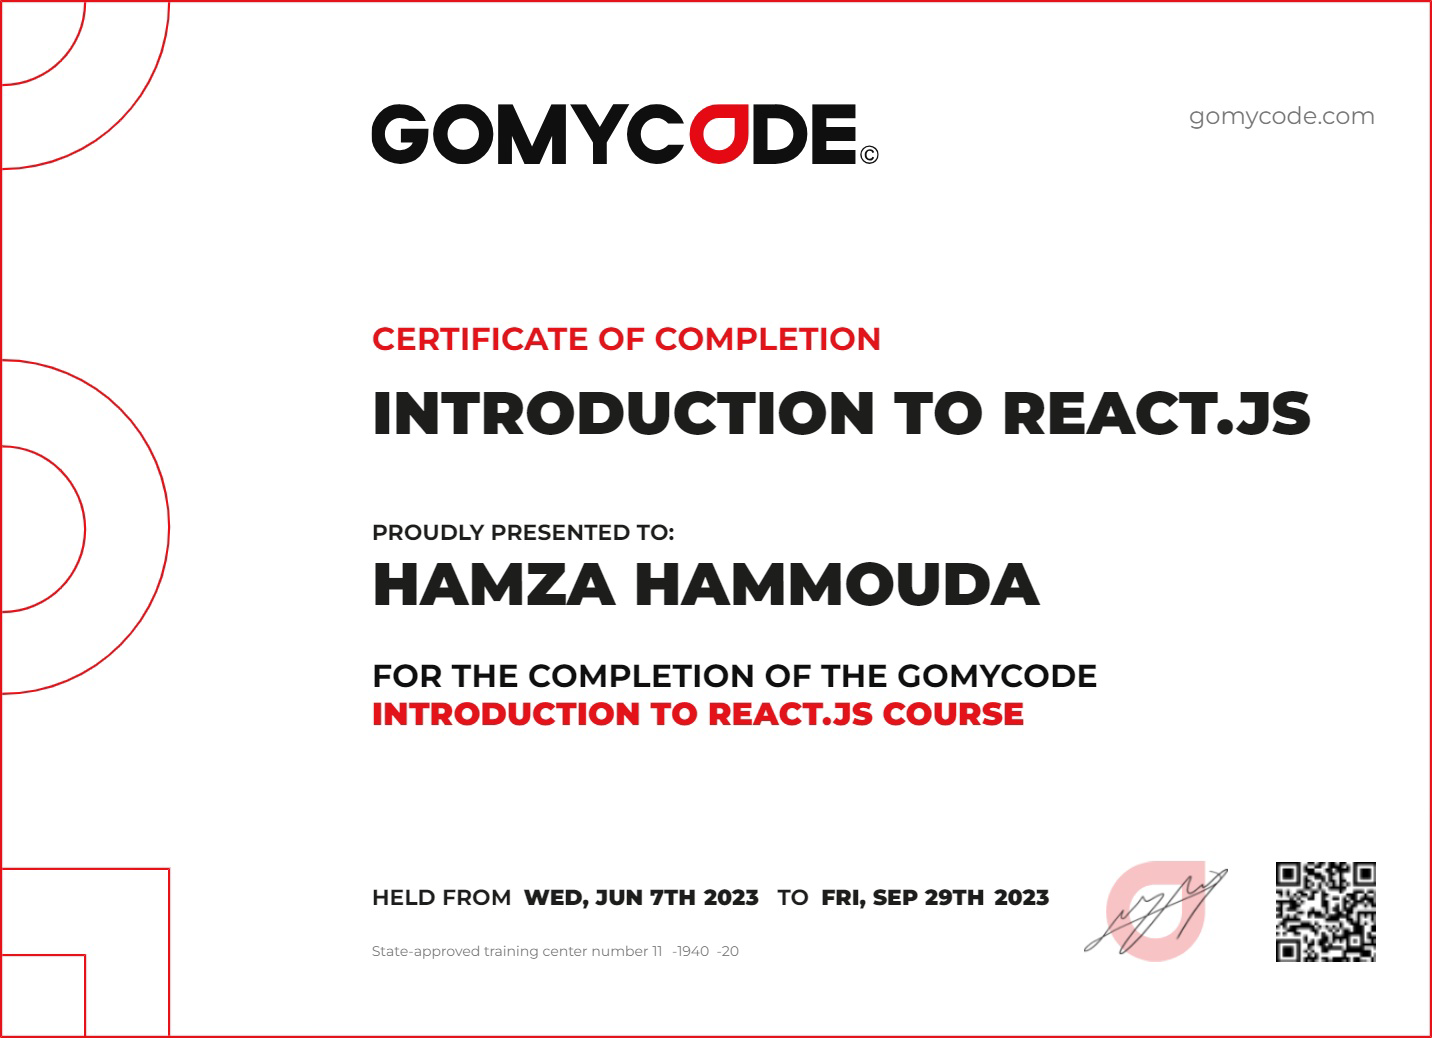 GOMYCODE©
gomycode.com
CERTIFICATE OF COMPLETION
INTRODUCTION TO REACT.JS
PROUDLY PRESENTED TO:
HAMZA HAMMOUDA
FOR THE COMPLETION OF THE GOMYCODE
INTRODUCTION TO REACT.JS COURSE
HELD FROM WED, JUN 7TH 2023 TO FRI, SEP 29TH 2023
State-approved training center number 11 -1940 -20